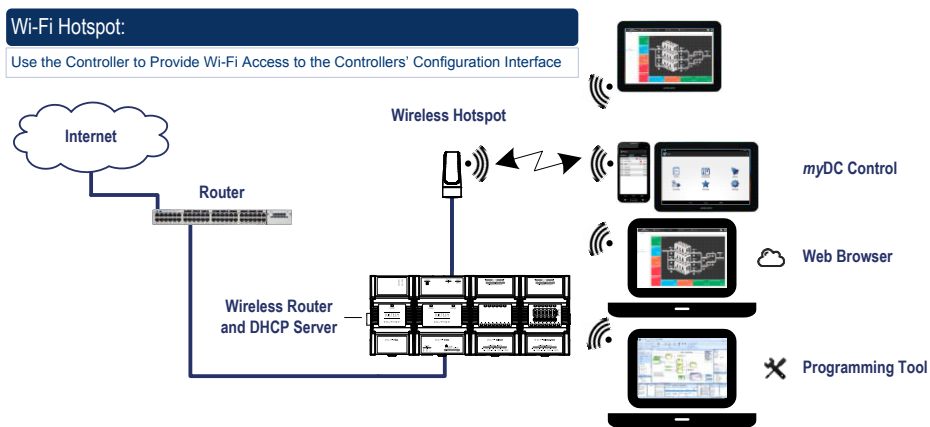 Wi-Fi Hotspot:
Use the Controller to Provide Wi-Fi Access to the Controllers' Configuration Interface
Wireless Hotspot
Internet
Router
myDC Control
Web Browser
Wireless Router
and DHCP Server
Programming Tool